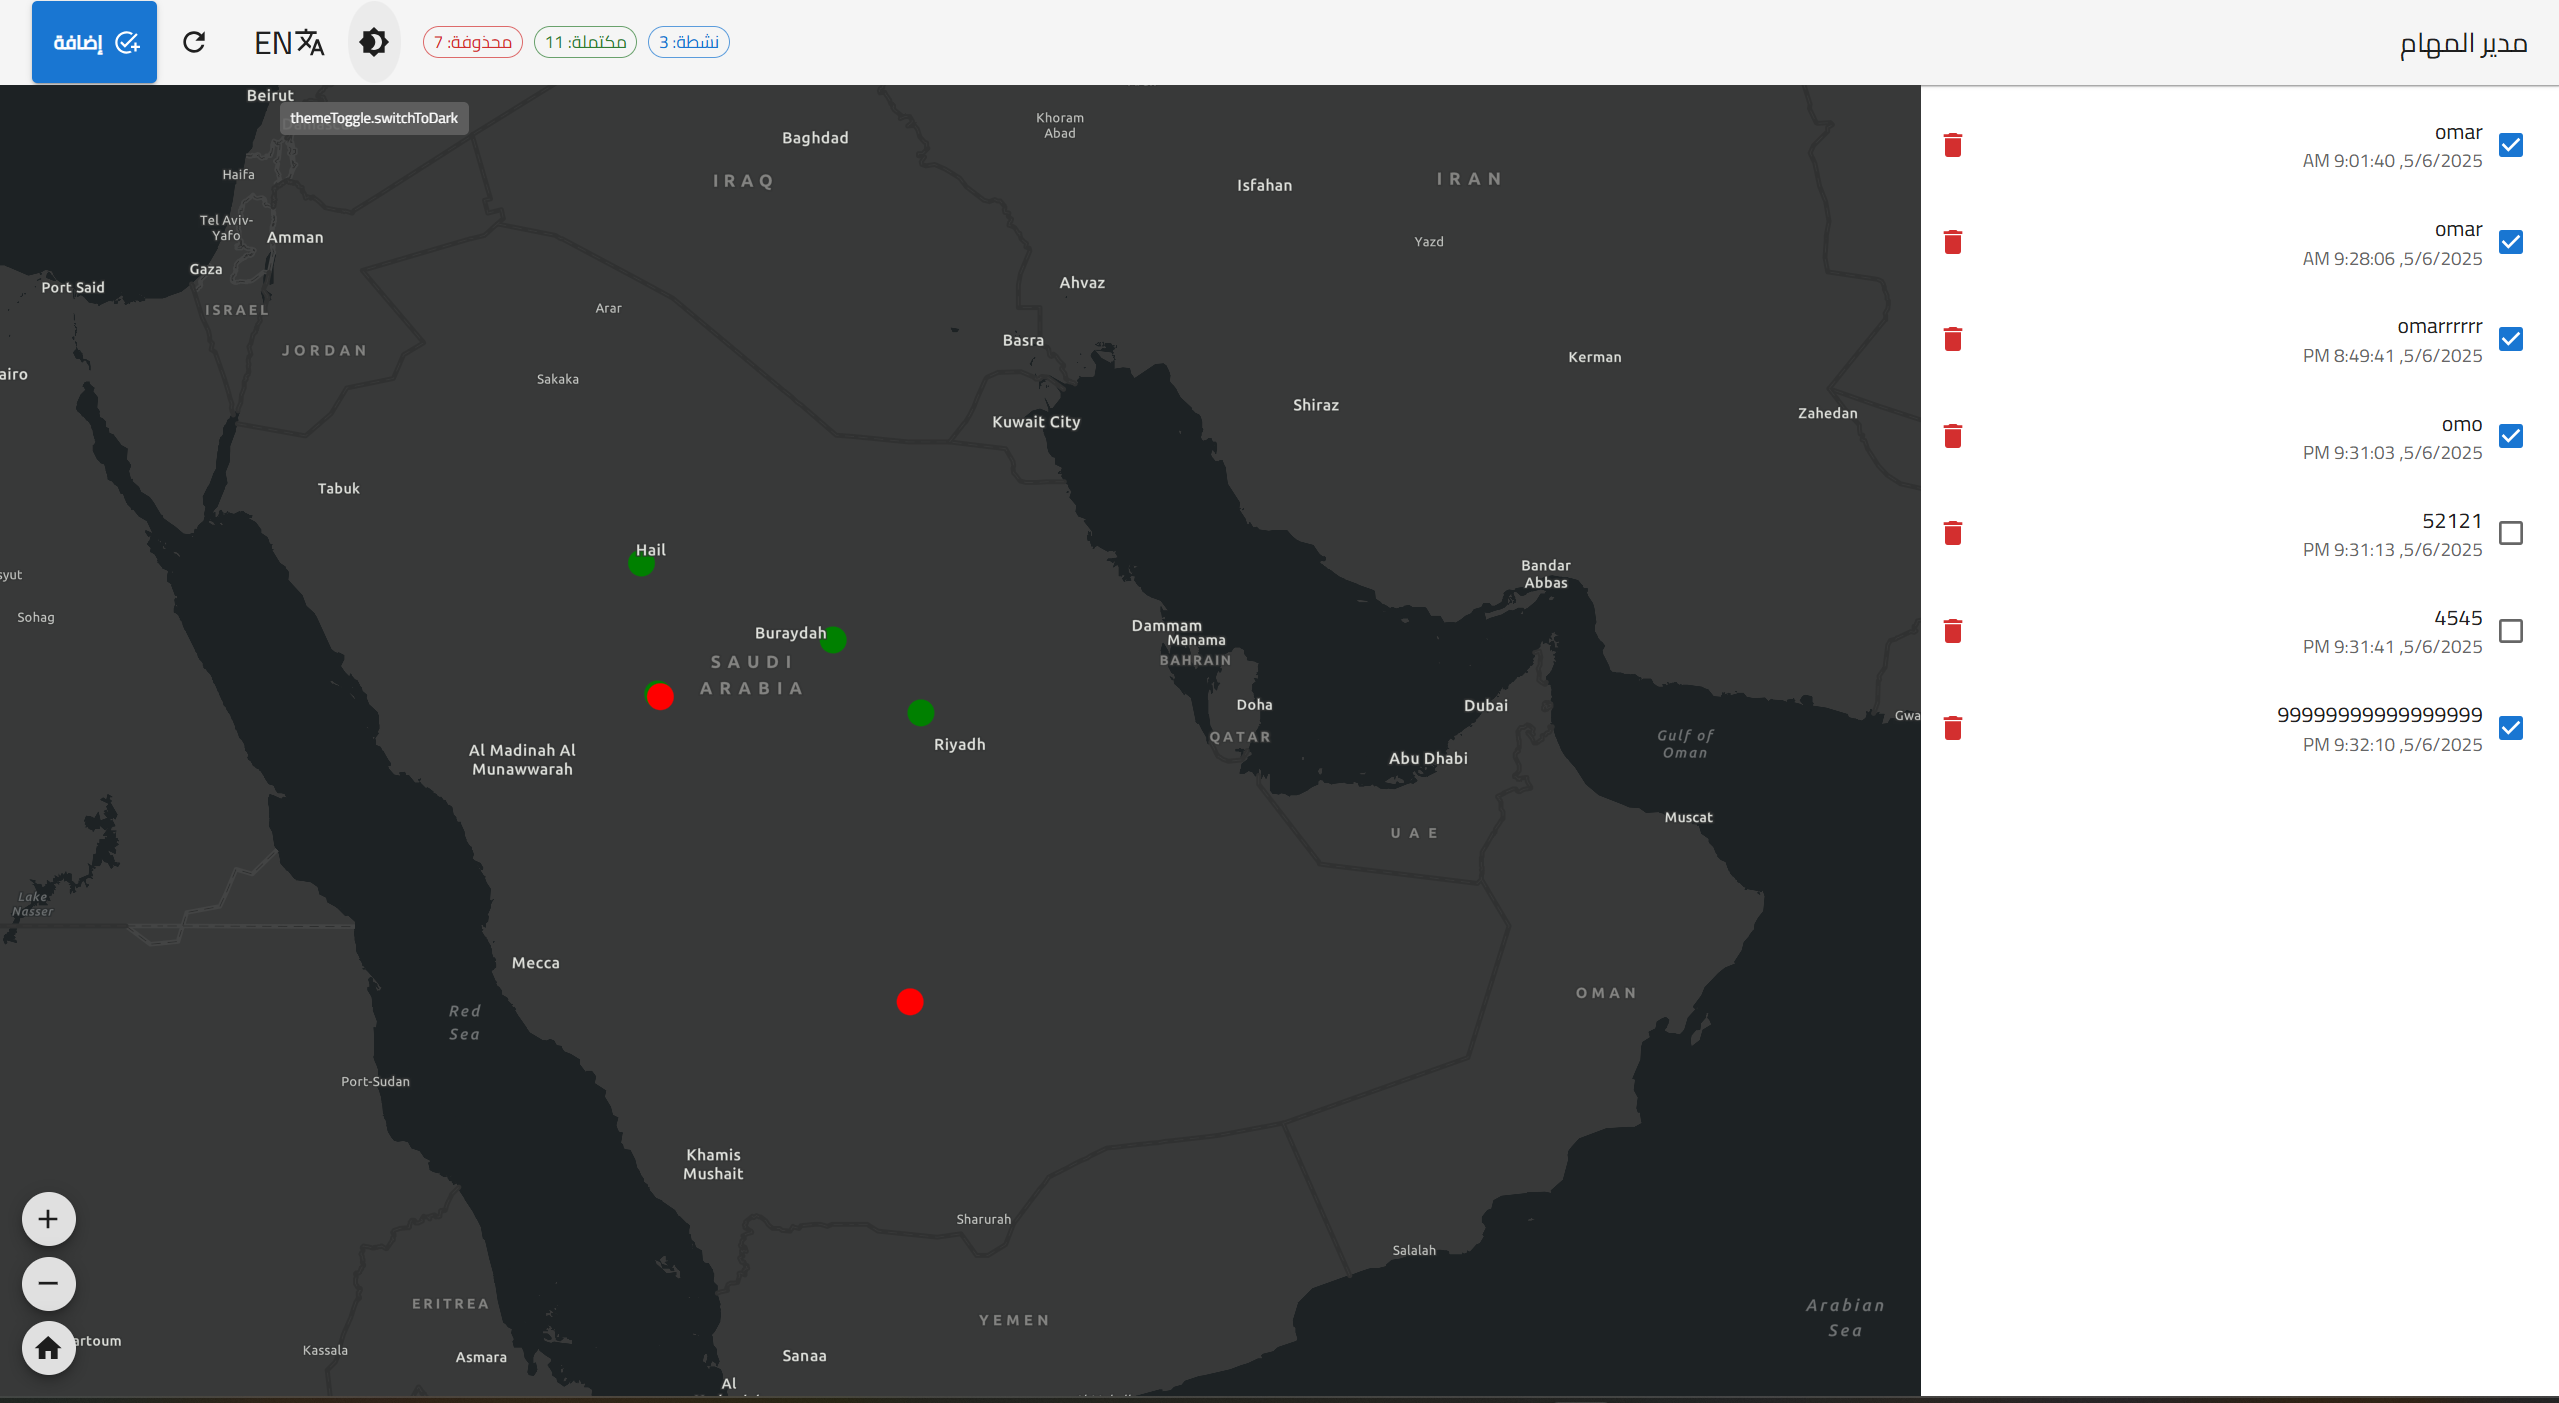 مدير المهام
نشطة: 3
مكتملة: 11
محذوفة: 7
EN
إضافة
themeToggle.switchToDark
omar
AM 9:01:40 ,5/6/2025
omar
AM 9:28:06 ,5/6/2025
omarrrrrr
PM 8:49:41 ,5/6/2025
omo
PM 9:31:03 ,5/6/2025
52121
PM 9:31:13 ,5/6/2025
4545
PM 9:31:41 ,5/6/2025
99999999999999999
PM 9:32:10 ,5/6/2025
Beirut
Khoram
Abad
Baghdad
Haifa
IRAQ
Isfahan
IRAN
Tel Aviv-
Yafo
Amman
Yazd
Gaza
Port Said
Ahvaz
ISRAEL
Arar
JORDAN
Basra
Kerman
airo
Sakaka
Shiraz
Zahedan
Kuwait City
Tabuk
Hail
Bandar
Abbas
syut
Sohag
Buraydah
Dammam
Manama
BAHRAIN
SAUDI
ARABIA
Doha
Dubai
Gwa
QATAR
Riyadh
Gulf of
Oman
Al Madinah Al
Munawwarah
Abu Dhabi
Muscat
UAE
Lake
Nasser
Mecca
OMAN
Red
Sea
Port-Sudan
Khamis
Mushait
Sharurah
Salalah
ERITREA
YEMEN
Arabian
Sea
artoum
Kassala
Asmara
Sanaa
Al